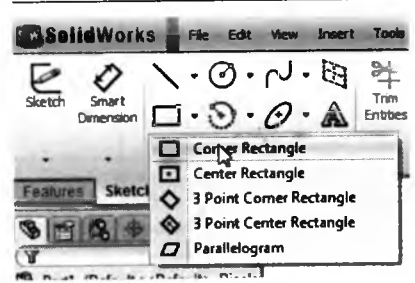 SolidWorks File Edit View Insert Tools
Sketch Smart Dimension Trim Entities
Corner Rectangle
Center Rectangle
3 Point Corner Rectangle
3 Point Center Rectangle
Parallelogram
Features Sketch